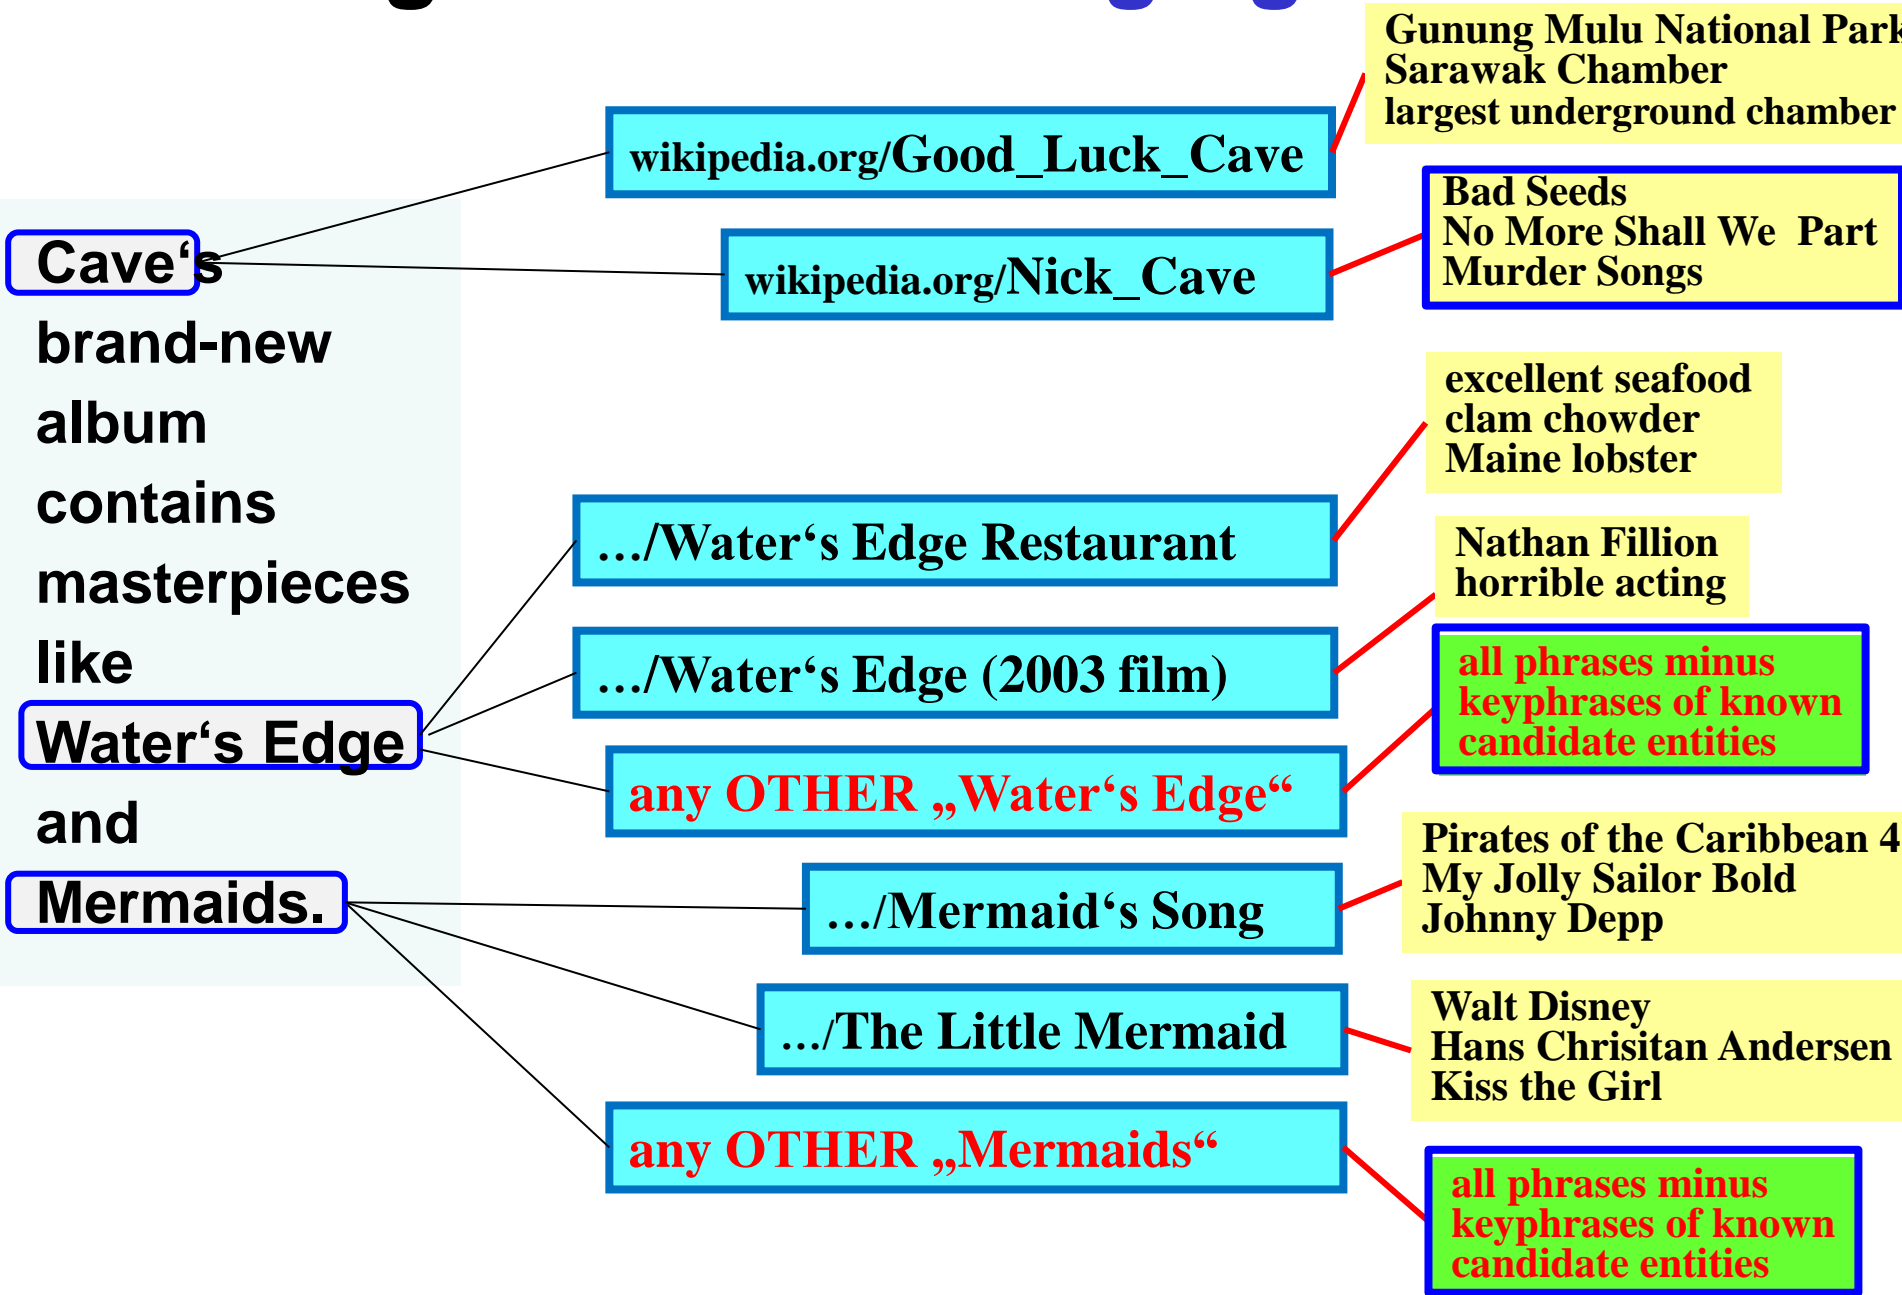 Cave‘s
brand-new
album
contains
masterpieces
like
Water‘s Edge
and
Mermaids.
wikipedia.org/Good_Luck_Cave
wikipedia.org/Nick_Cave
.../Water‘s Edge Restaurant
.../Water‘s Edge (2003 film)
any OTHER „Water‘s Edge“
.../Mermaid‘s Song
.../The Little Mermaid
any OTHER „Mermaids“
Gunung Mulu National Park
Sarawak Chamber
largest underground chamber
Bad Seeds
No More Shall We Part
Murder Songs
excellent seafood
clam chowder
Maine lobster
Nathan Fillion
horrible acting
all phrases minus
keyphrases of known
candidate entities
Pirates of the Caribbean 4
My Jolly Sailor Bold
Johnny Depp
Walt Disney
Hans Chrisitan Andersen
Kiss the Girl
all phrases minus
keyphrases of known
candidate entities